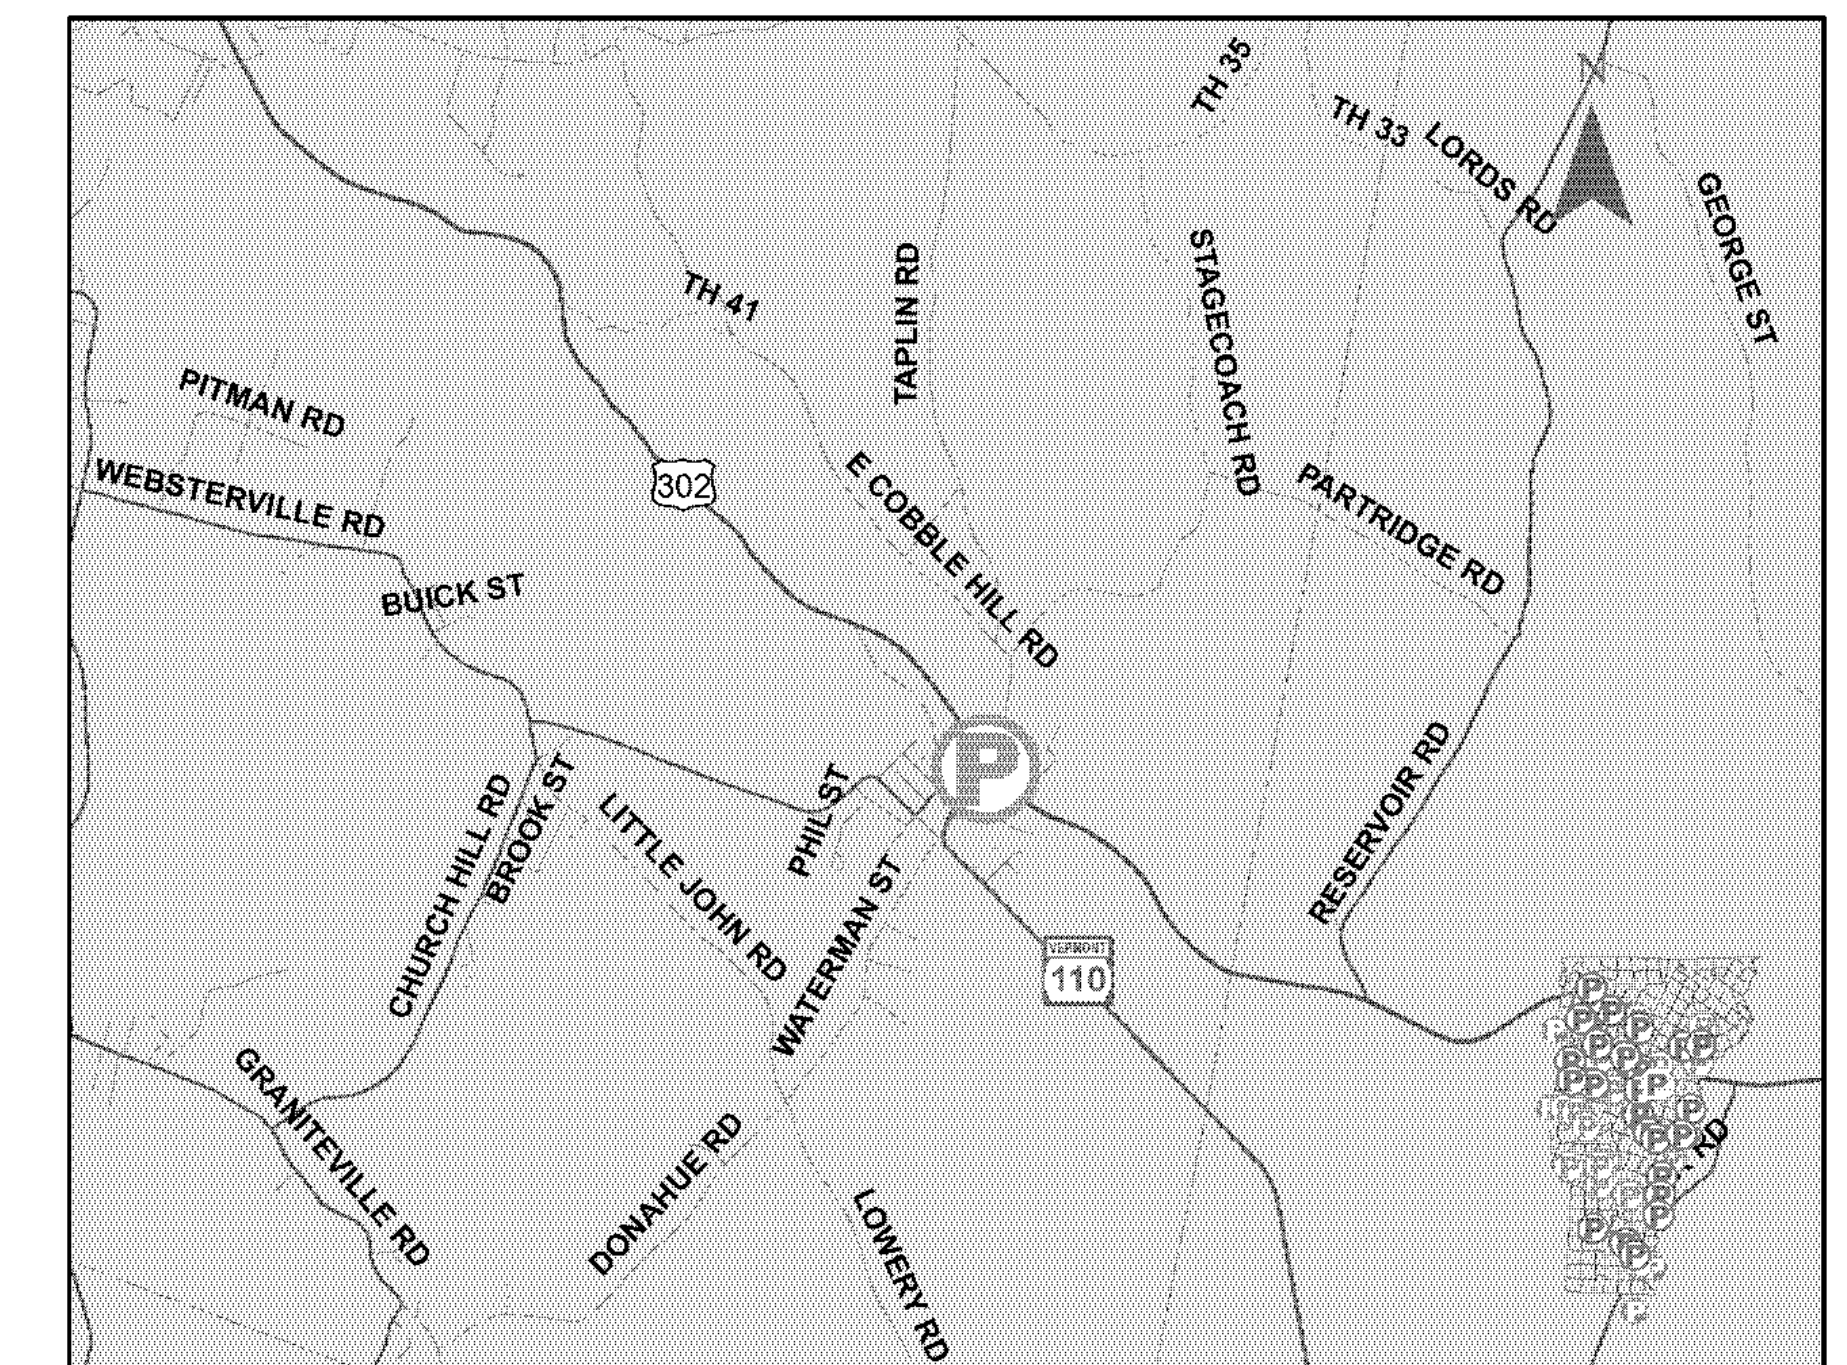 N
TH 35
TH 33
LORDS RD
GEORGE ST
TH 41
TAPLIN RD
STAGECOACH RD
PITMAN RD
WEBSTERVILLE RD
302
E COBBLE HILL RD
PARTRIDGE RD
BUICK ST
P
CHURCH HILL RD
BROOK ST
LITTLE JOHN RD
PHIL ST
WATERMAN ST
RESERVOIR RD
VERMONT
110
GRANITEVILLE RD
DONAHUE RD
LOWERY RD
RD